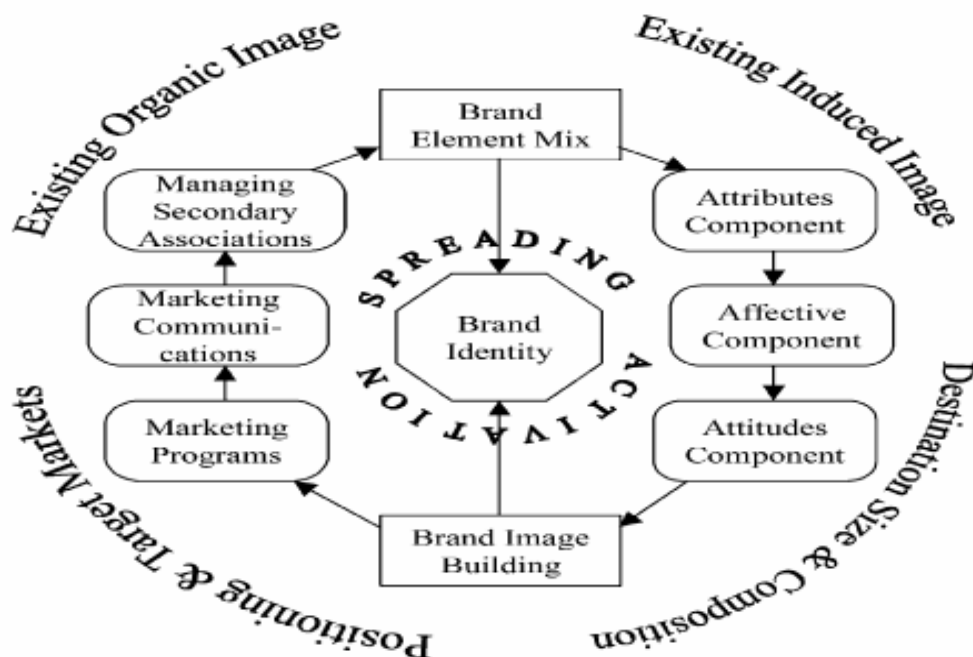 Existing Organic Image
Existing Induced Image
Brand
Element Mix
Managing
Secondary
Associations
Attributes
Component
SPREADING
Marketing
Communi-
cations
Brand
Identity
Affective
Component
ACTIVATION
Marketing
Programs
Attitudes
Component
Brand Image
Building
Positioning & Target Markets
Destination Size & Composition